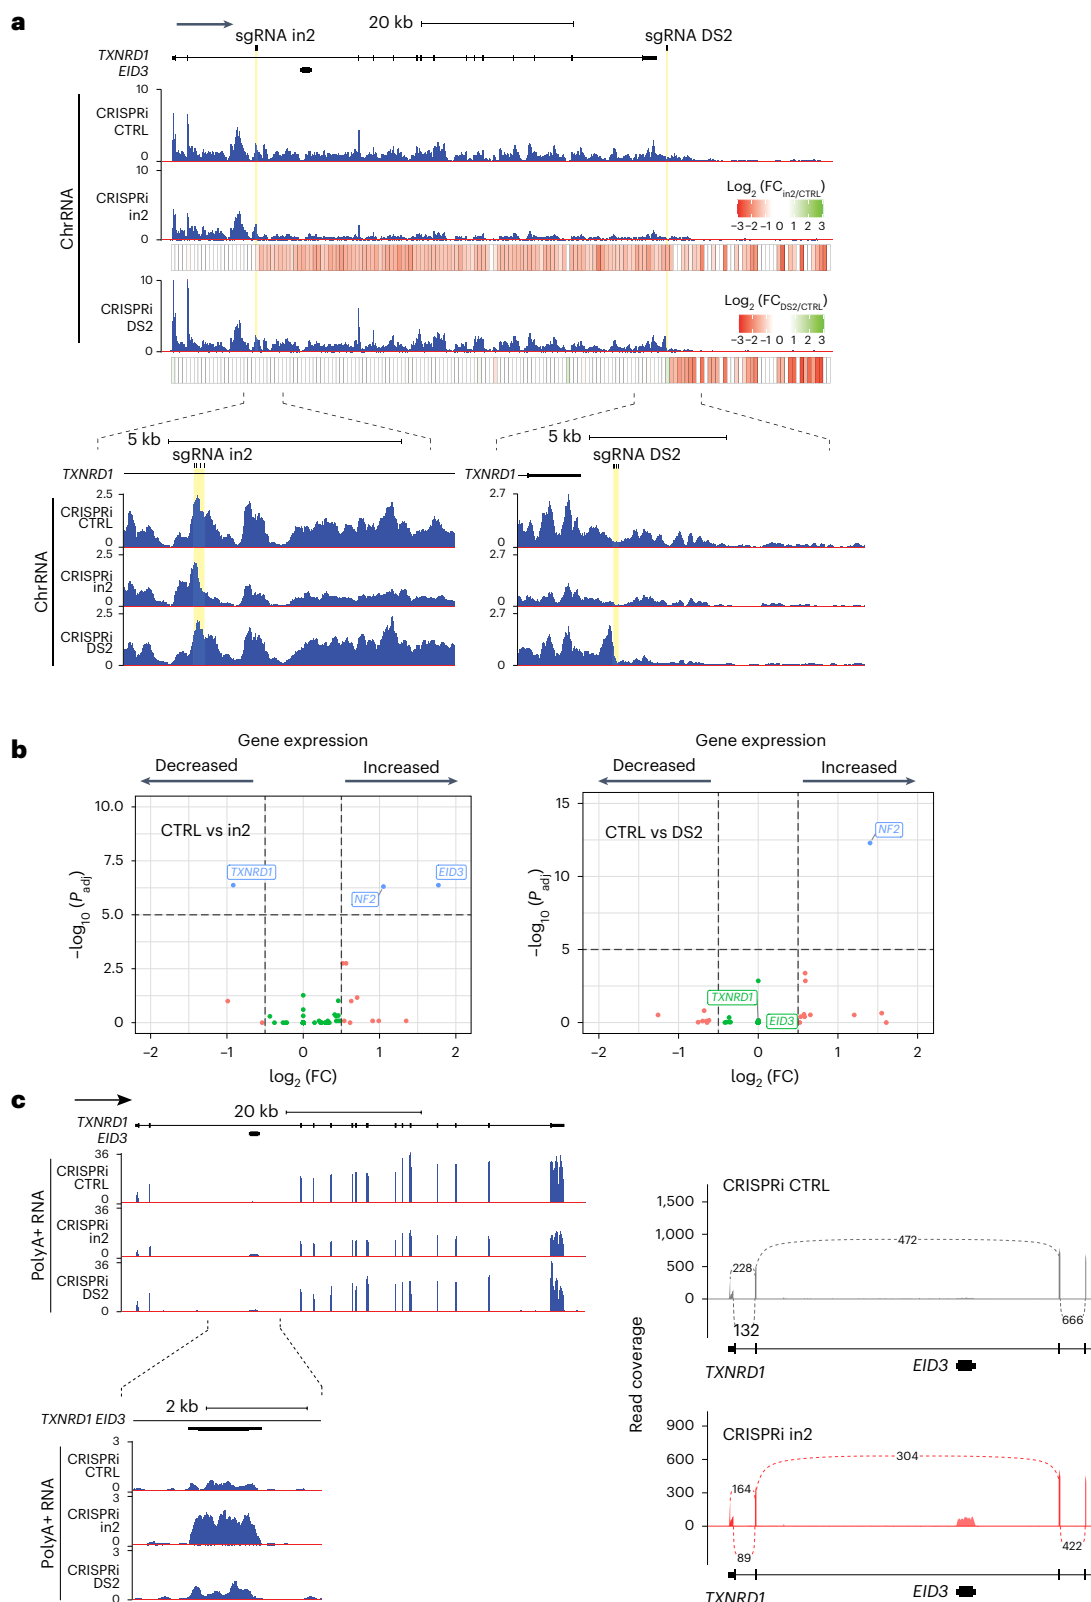 a
20 kb
sgRNA in2
sgRNA DS2
TXNRD1
EID3
ChrRNA
10
CRISPRi
CTRL
0
10
CRISPRi
in2
0
Log2 (FCin2/CTRL)
−3 −2 −1 0 1 2 3
10
CRISPRi
DS2
0
Log2 (FCDS2/CTRL)
−3 −2 −1 0 1 2 3
5 kb
sgRNA in2
TXNRD1
ChrRNA
2.5
CRISPRi
CTRL
0
2.5
CRISPRi
in2
0
2.5
CRISPRi
DS2
0
5 kb
sgRNA DS2
TXNRD1
2.7
0
2.7
0
2.7
0
b
Gene expression
Decreased
Increased
10.0
7.5
5.0
2.5
0
−log10 (Padj)
CTRL vs in2
TXNRD1
NF2
EID3
−2 −1 0 1 2
log2 (FC)
Gene expression
Decreased
Increased
15
10
5
0
−log10 (Padj)
CTRL vs DS2
NF2
TXNRD1
EID3
−2 −1 0 1 2
log2 (FC)
c
20 kb
TXNRD1
EID3
PolyA+ RNA
36
CRISPRi
CTRL
0
36
CRISPRi
in2
0
36
CRISPRi
DS2
0
2 kb
TXNRD1 EID3
PolyA+ RNA
3
CRISPRi
CTRL
0
3
CRISPRi
in2
0
3
CRISPRi
DS2
0
Read coverage
CRISPRi CTRL
1,500
1,000
500
0
472
228
132
666
EID3
TXNRD1
CRISPRi in2
900
600
300
0
304
164
89
422
EID3
TXNRD1